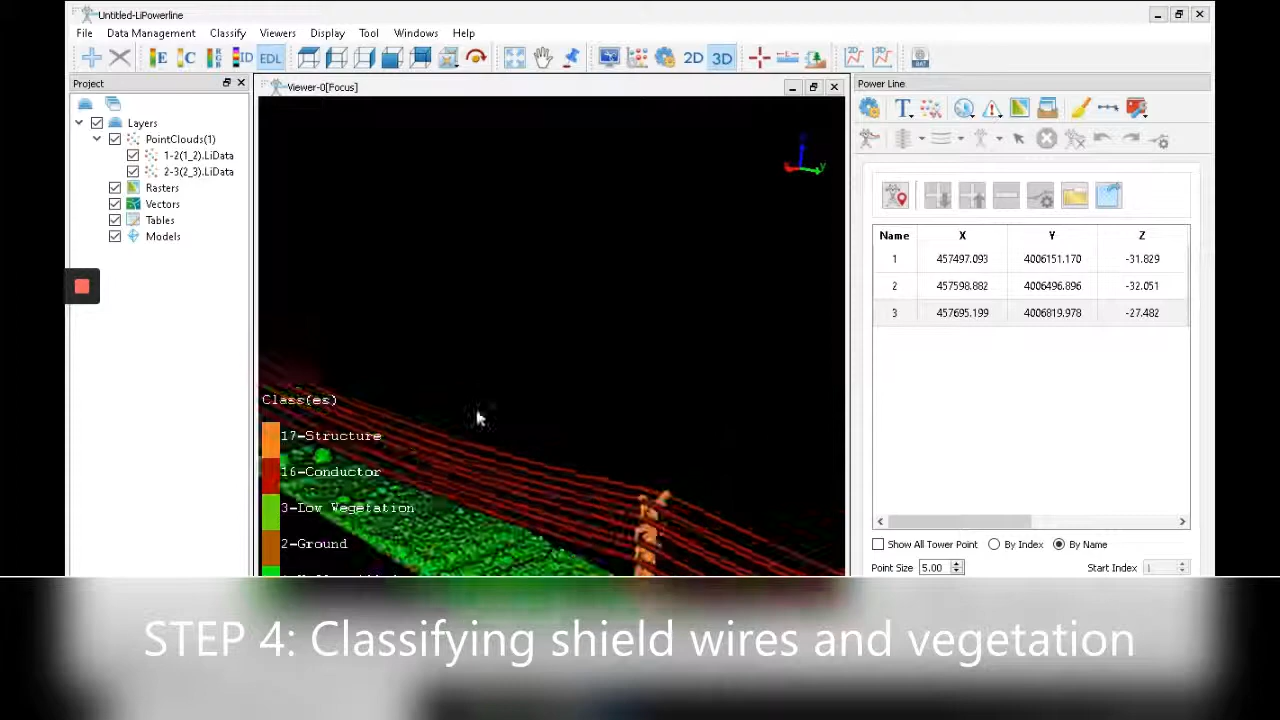 Untitled-LiPowerline
File Data Management Classify Viewers Display Tool Windows Help
E C ID EDL 2D 3D
Project
Viewer-0[Focus]
Power Line
Layers
PointClouds(1)
1-2(1_2).LiData
2-3(2_3).LiData
Rasters
Vectors
Tables
Models
Name X Y Z
1 457497.093 4006151.170 -31.829
2 457598.882 4006496.896 -32.051
3 457695.199 4006819.978 -27.482
Class(es)
17-Structure
16-Conductor
3-Low Vegetation
2-Ground
Show All Tower Point By Index By Name
Point Size 5.00 Start Index 1
STEP 4: Classifying shield wires and vegetation